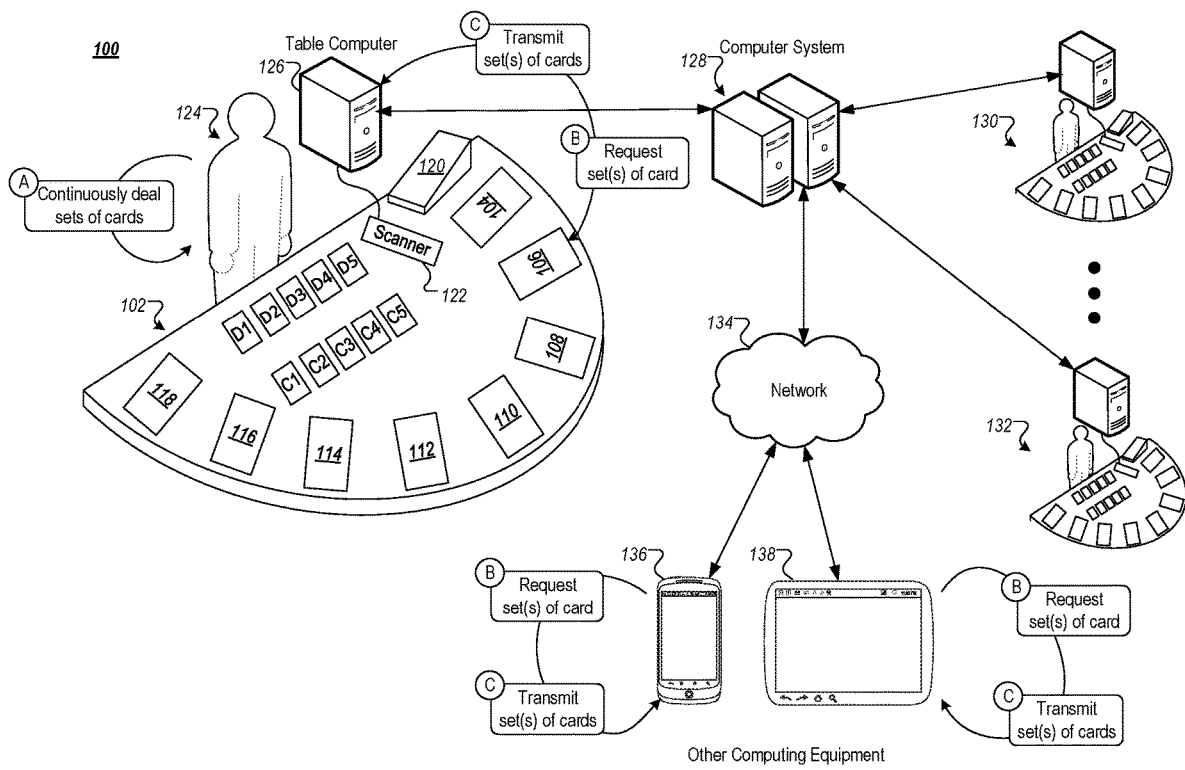 100
Table Computer
126
C
Transmit
set(s) of cards
Computer System
128
124
130
B
Request
set(s) of card
A
Continuously deal
sets of cards
120
104
Scanner
106
122
102
D1 D2 D3 D4 D5
C1 C2 C3 C4 C5
108
118
116
114
112
110
134
Network
132
136
138
B
Request
set(s) of card
C
Transmit
set(s) of cards
B
Request
set(s) of card
C
Transmit
set(s) of cards
Other Computing Equipment